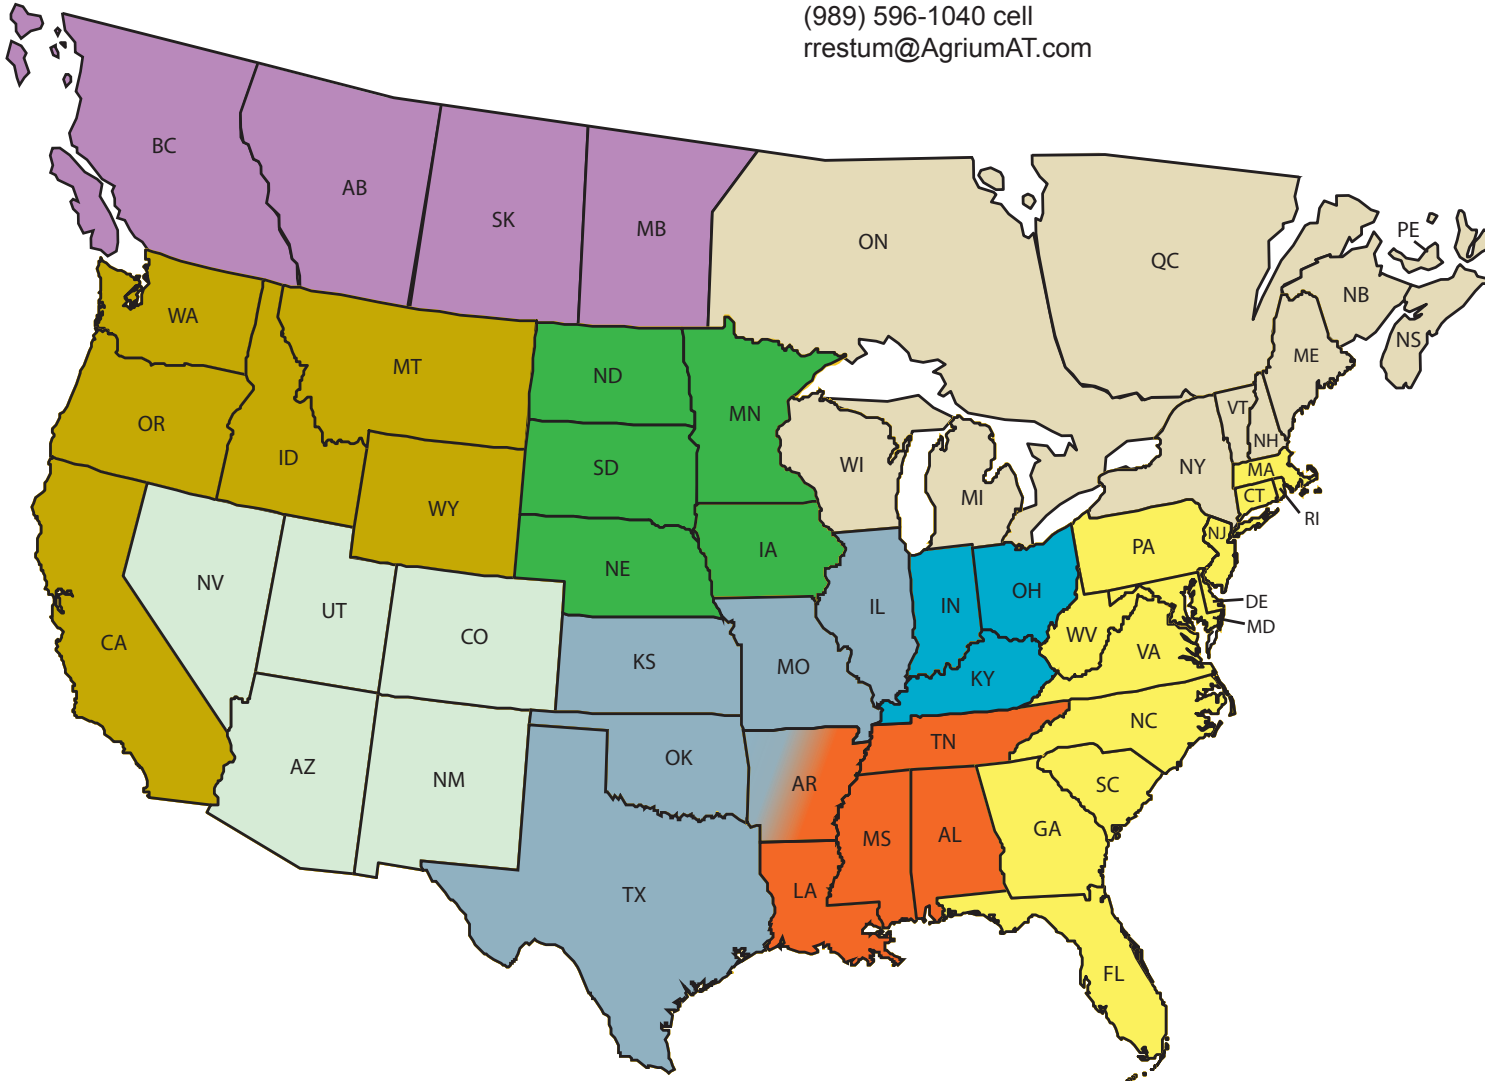 (989) 596-1040 cell
rrestum@AgriumAT.com
BC
AB
SK
MB
ON
QC
PE
NB
NS
WA
MT
ND
MN
ME
VT
NH
OR
ID
SD
WI
MI
NY
MA
CT
RI
WY
NE
IA
PA
NJ
NV
UT
CO
IL
IN
OH
DE
MD
CA
KS
MO
KY
WV
VA
AZ
NM
OK
AR
TN
NC
SC
MS
AL
GA
TX
LA
FL